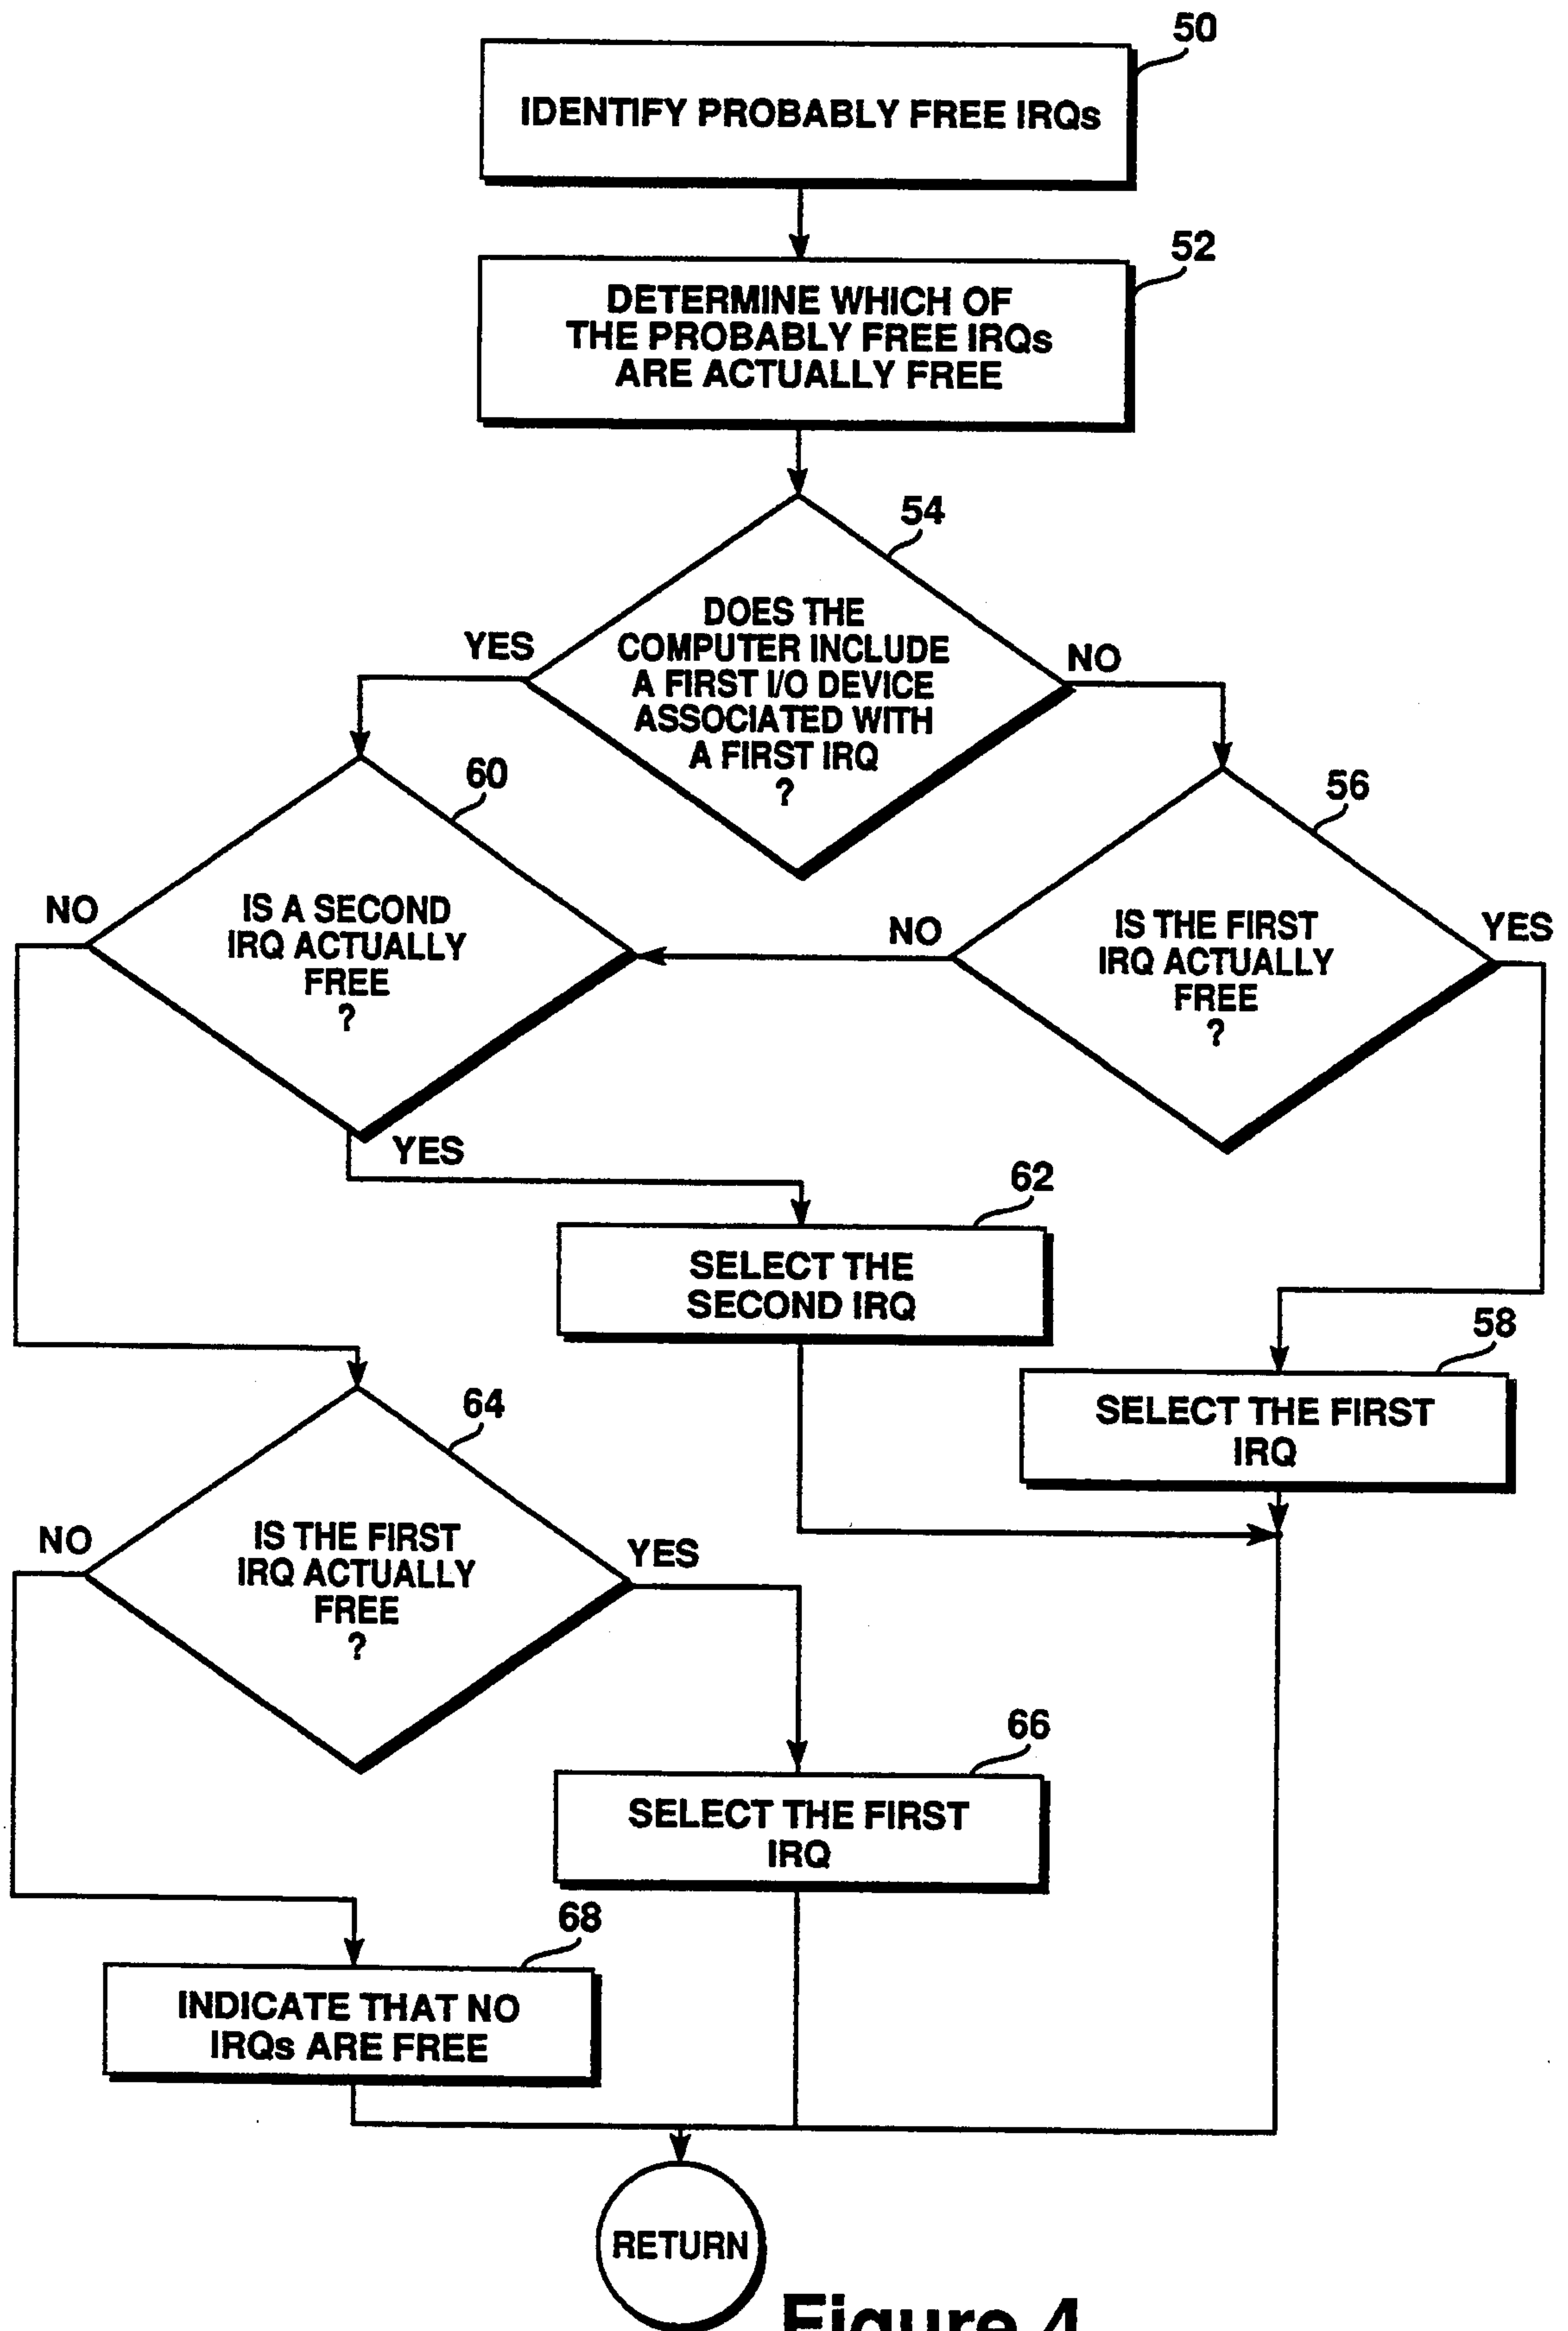 50
IDENTIFY PROBABLY FREE IRQs
52
DETERMINE WHICH OF
THE PROBABLY FREE IRQs
ARE ACTUALLY FREE
54
DOES THE
COMPUTER INCLUDE
A FIRST I/O DEVICE
ASSOCIATED WITH
A FIRST IRQ
?
YES
NO
60
IS A SECOND
IRQ ACTUALLY
FREE
?
NO
YES
56
IS THE FIRST
IRQ ACTUALLY
FREE
?
NO
YES
62
SELECT THE
SECOND IRQ
58
SELECT THE FIRST
IRQ
64
IS THE FIRST
IRQ ACTUALLY
FREE
?
NO
YES
66
SELECT THE FIRST
IRQ
68
INDICATE THAT NO
IRQs ARE FREE
RETURN
Figure 4